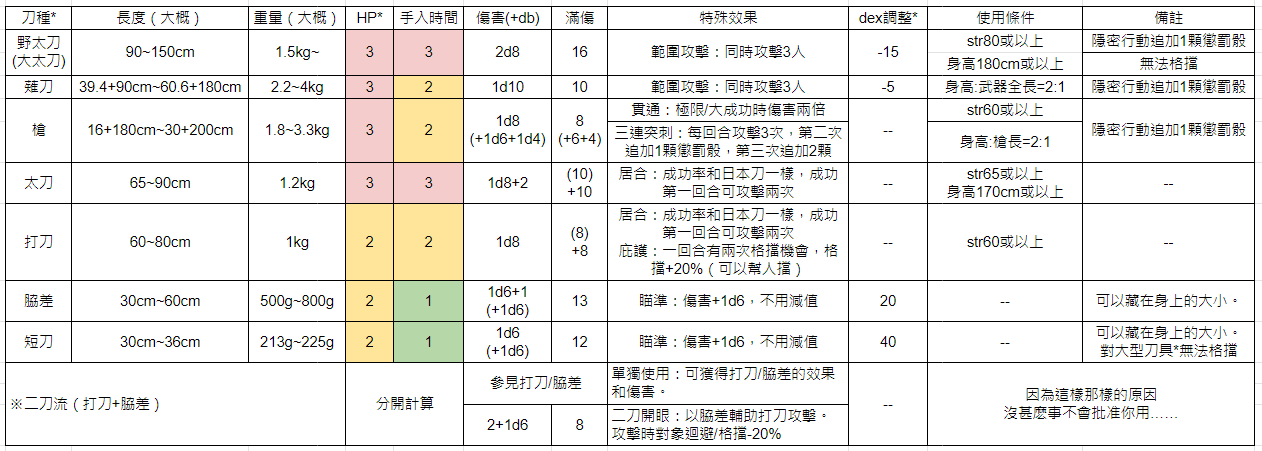 刀種* 長度（大概） 重量（大概） HP* 手入時間 傷害(+db) 滿傷 特殊效果 dex調整* 使用條件 備註
野太刀
(大太刀) 90~150cm 1.5kg~ 3 3 2d8 16 範圍攻擊：同時攻擊3人 -15 str80或以上 隱密行動追加1顆懲罰骰
身高180cm或以上 無法格擋
薙刀 39.4+90cm~60.6+180cm 2.2~4kg 3 2 1d10 10 範圍攻擊：同時攻擊3人 -5 身高:武器全長=2:1 隱密行動追加1顆懲罰骰
槍 16+180cm~30+200cm 1.8~3.3kg 3 2 1d8
(+1d6+1d4) 8
(+6+4) 貫通：極限/大成功時傷害兩倍 -- str60或以上 隱密行動追加1顆懲罰骰
三連突刺：每回合攻擊3次，第二次
追加1顆懲罰骰，第三次追加2顆 身高:槍長=2:1
太刀 65~90cm 1.2kg 3 3 1d8+2 (10)
+10 居合：成功率和日本刀一樣，成功
第一回合可攻擊兩次 -- str65或以上
身高170cm或以上 --
打刀 60~80cm 1kg 2 2 1d8 (8)
+8 居合：成功率和日本刀一樣，成功
第一回合可攻擊兩次
庇護：一回合有兩次格擋機會，格
擋+20%（可以幫人擋） -- str60或以上 --
脇差 30cm~60cm 500g~800g 2 1 1d6+1
(+1d6) 13 瞄準：傷害+1d6，不用減值 20 -- 可以藏在身上的大小。
短刀 30cm~36cm 213g~225g 2 1 1d6
(+1d6) 12 瞄準：傷害+1d6，不用減值 40 -- 可以藏在身上的大小。
對大型刀具*無法格擋
※二刀流（打刀+脇差） 分開計算 參見打刀/脇差 單獨使用：可獲得打刀/脇差的效果
和傷害。 -- 因為這樣那樣的原因
沒甚麼事不會批准你用……
2+1d6 8 二刀開眼：以脇差輔助打刀攻擊。
攻擊時對象迴避/格擋-20%